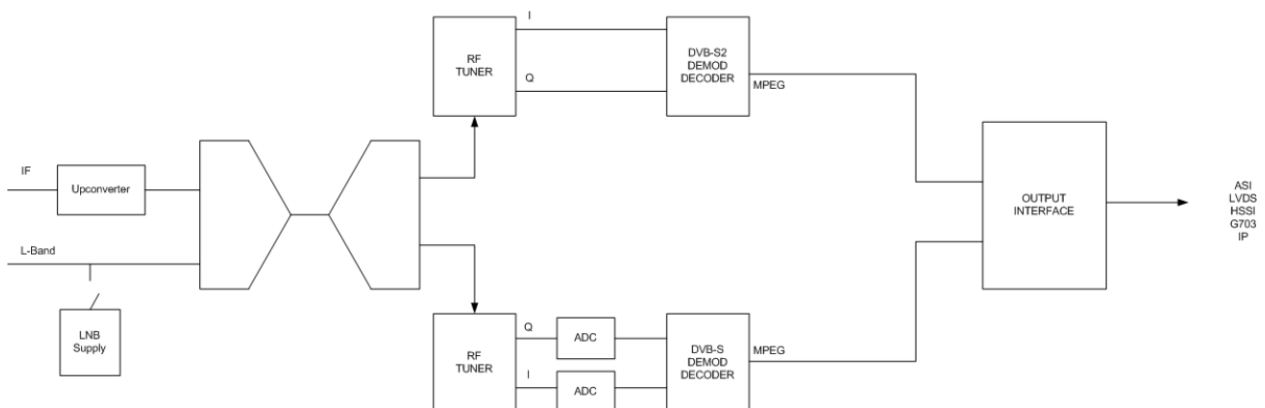 I
RF
TUNER
Q
DVB-S2
DEMOD
DECODER
MPEG
IF
Upconverter
L-Band
LNB
Supply
RF
TUNER
Q
ADC
I
ADC
DVB-S
DEMOD
DECODER
MPEG
OUTPUT
INTERFACE
ASI
LVDS
HSSI
G703
IP